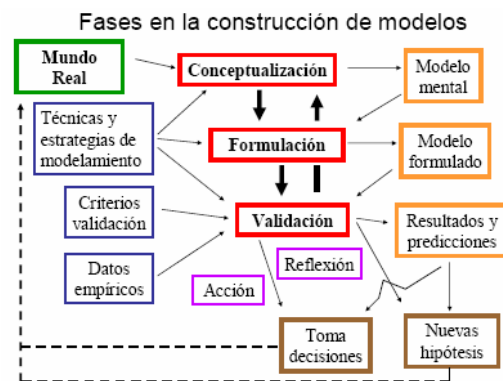 Fases en la construcción de modelos
Mundo
Real
Conceptualización
Modelo
mental
Técnicas y
estrategias de
modelamiento
Formulación
Modelo
formulado
Criterios
validación
Validación
Resultados y
predicciones
Datos
empíricos
Reflexión
Acción
Toma
decisiones
Nuevas
hipótesis